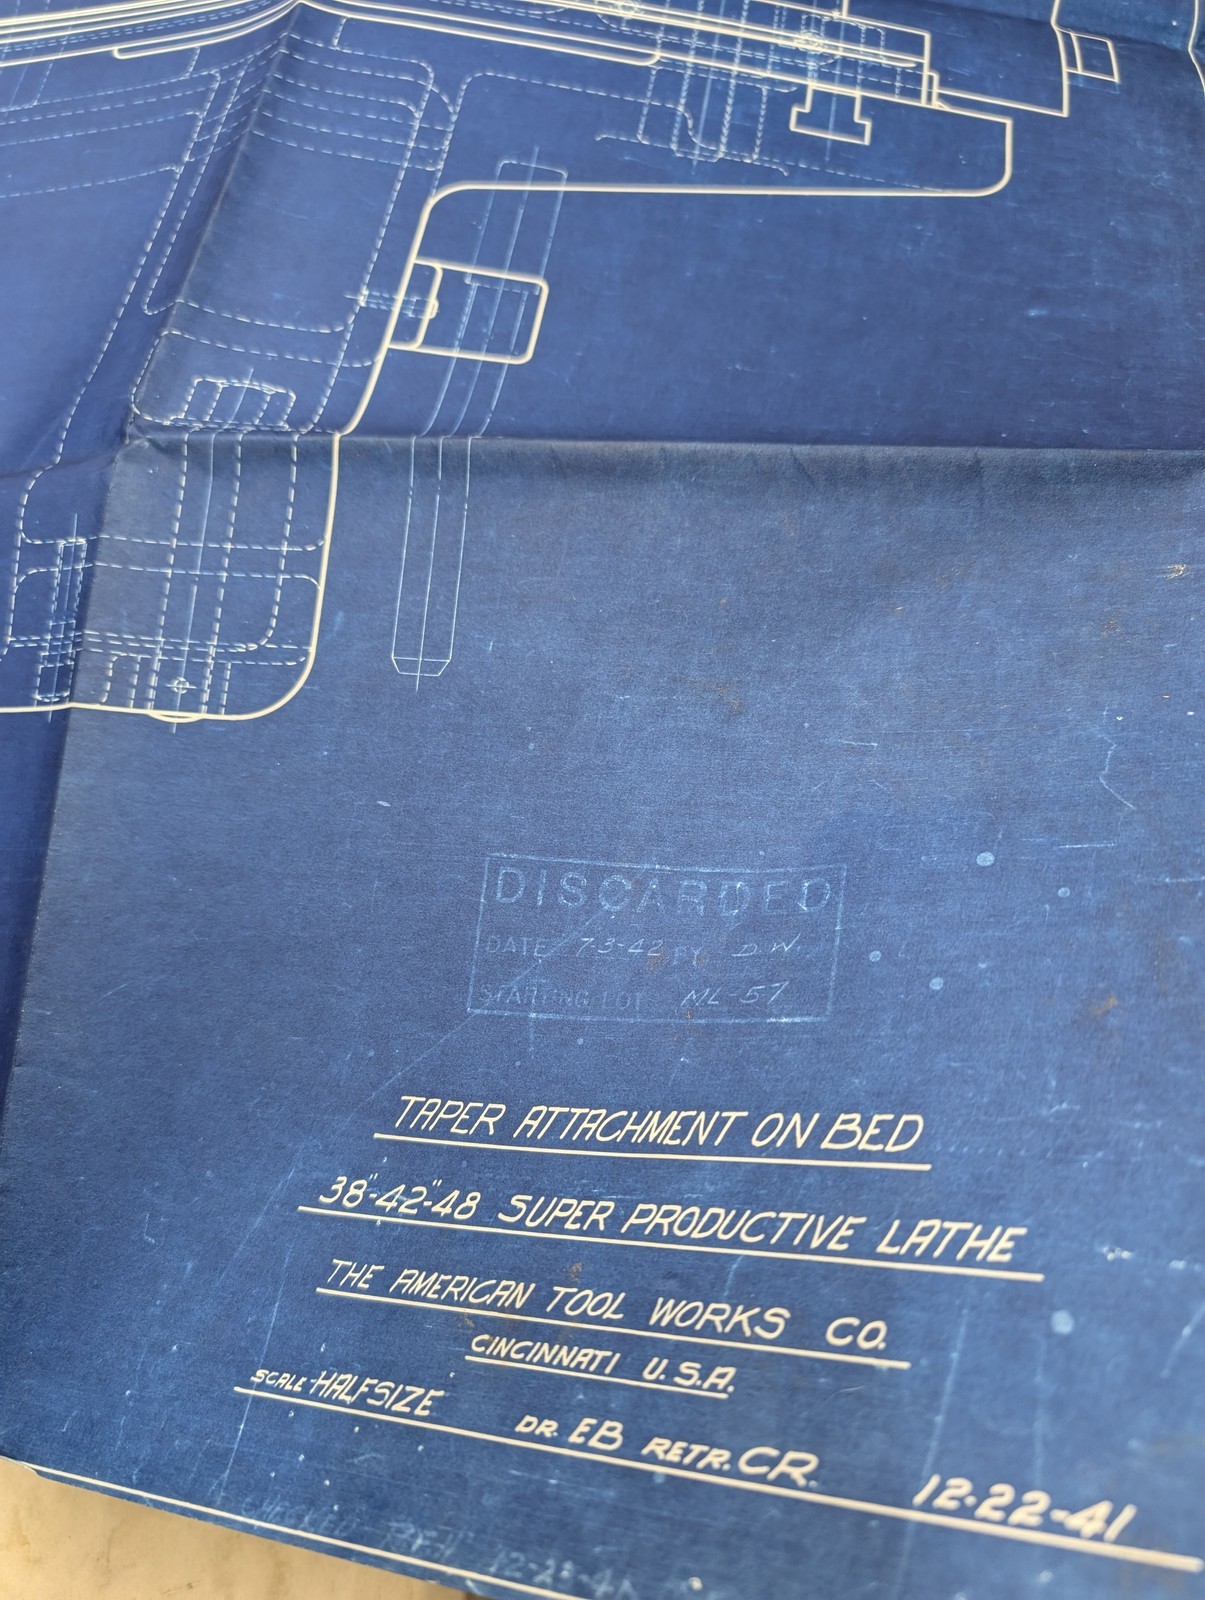 DISCARDED
DATE 7-3-42 BY D.W.
STARTING LOT ML-57
TAPER ATTACHMENT ON BED
38"-42"-48 SUPER PRODUCTIVE LATHE
THE AMERICAN TOOL WORKS CO.
CINCINNATI U.S.A.
SCALE-HALFSIZE DR. EB RETR. CR. 12-22-41